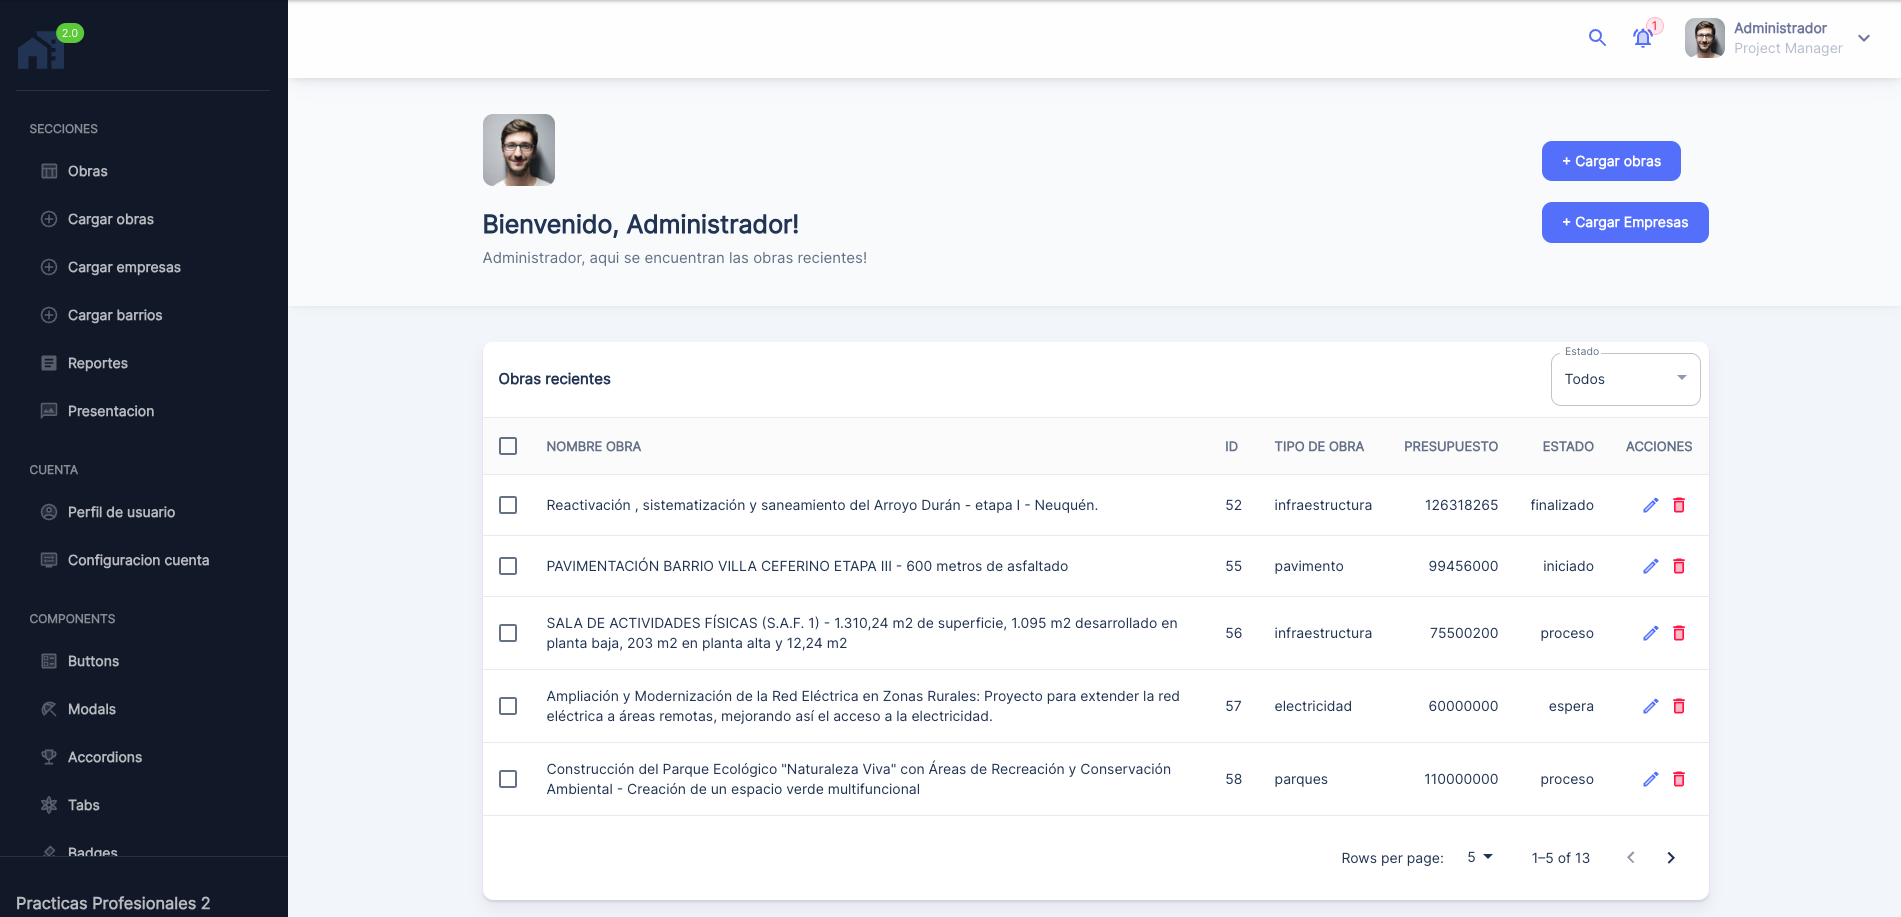 2.0
SECCIONES
Obras
Cargar obras
Cargar empresas
Cargar barrios
Reportes
Presentacion
CUENTA
Perfil de usuario
Configuracion cuenta
COMPONENTS
Buttons
Modals
Accordions
Tabs
Badges
Practicas Profesionales 2
1
Administrador
Project Manager
+ Cargar obras
+ Cargar Empresas
Bienvenido, Administrador!
Administrador, aqui se encuentran las obras recientes!
Obras recientes
Estado
Todos
NOMBRE OBRA ID TIPO DE OBRA PRESUPUESTO ESTADO ACCIONES
Reactivación , sistematización y saneamiento del Arroyo Durán - etapa I - Neuquén. 52 infraestructura 126318265 finalizado
PAVIMENTACIÓN BARRIO VILLA CEFERINO ETAPA III - 600 metros de asfaltado 55 pavimento 99456000 iniciado
SALA DE ACTIVIDADES FÍSICAS (S.A.F. 1) - 1.310,24 m2 de superficie, 1.095 m2 desarrollado en
planta baja, 203 m2 en planta alta y 12,24 m2 56 infraestructura 75500200 proceso
Ampliación y Modernización de la Red Eléctrica en Zonas Rurales: Proyecto para extender la red
eléctrica a áreas remotas, mejorando así el acceso a la electricidad. 57 electricidad 60000000 espera
Construcción del Parque Ecológico "Naturaleza Viva" con Áreas de Recreación y Conservación
Ambiental - Creación de un espacio verde multifuncional 58 parques 110000000 proceso
Rows per page: 5 1–5 of 13